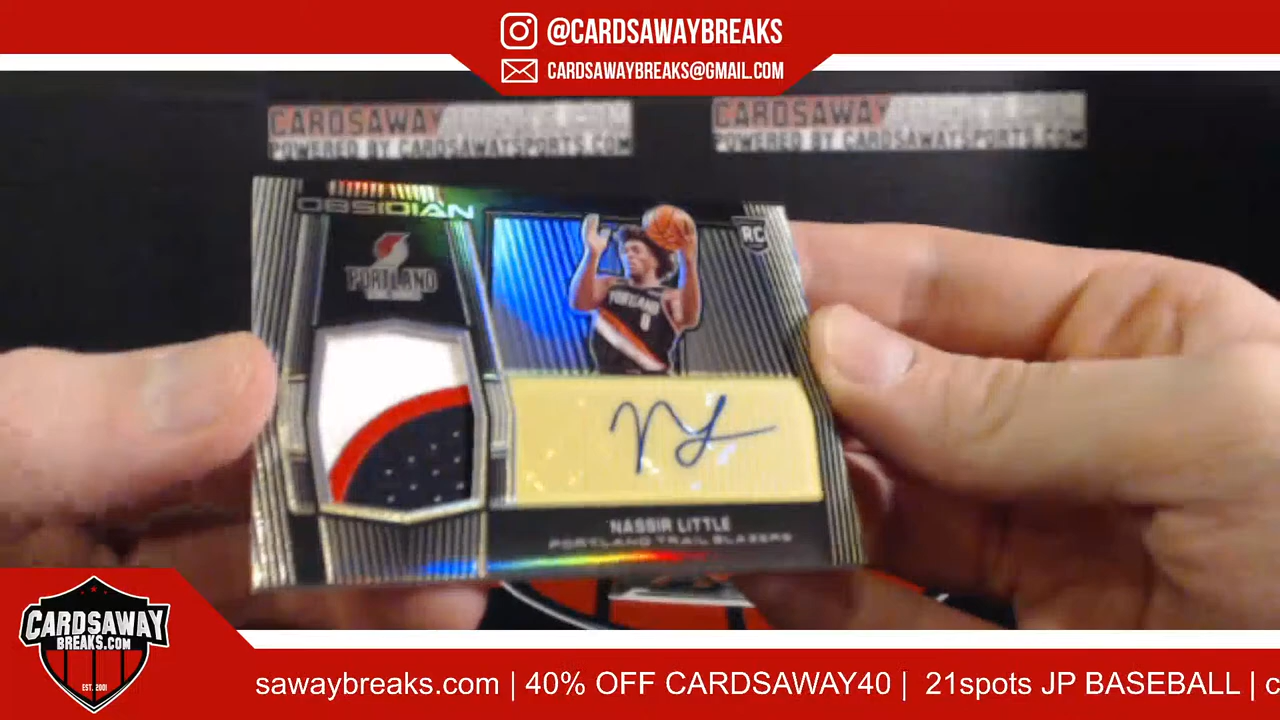 @CARDSAWAYBREAKS
CARDSAWAYBREAKS@GMAIL.COM
CARDSAWAY
POWERED BY CARDSAWAYSPORTS.COM
CARDSAWAY
POWERED BY CARDSAWAYSPORTS.COM
OBSIDIAN
RC
PORTLAND
PORTLAND
NASSIR LITTLE
PORTLAND TRAIL BLAZERS
CARDSAWAY
BREAKS.COM
EST. 2001
sawaybreaks.com | 40% OFF CARDSAWAY40 | 21spots JP BASEBALL | c